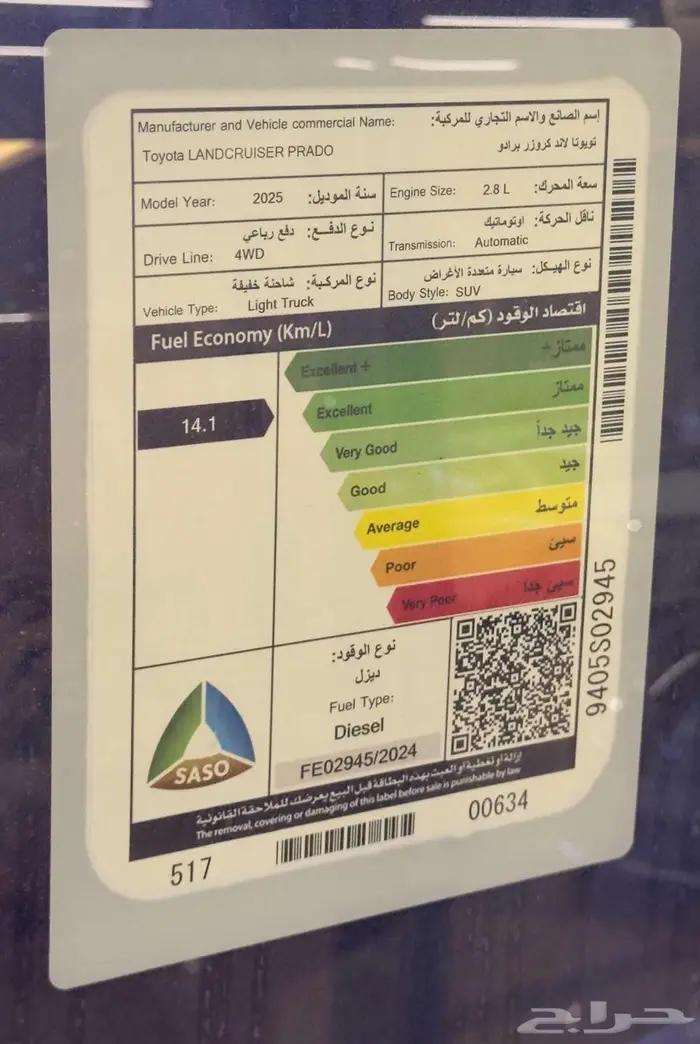 Manufacturer and Vehicle commercial Name: إسم الصانع والاسم التجاري للمركبة:
Toyota LANDCRUISER PRADO تويوتا لاند كروزر برادو
Model Year: 2025 سنة الموديل:
Engine Size: 2.8 L سعة المحرك:
نوع الدفع: دفع رباعي
Drive Line: 4WD
ناقل الحركة: اوتوماتيك
Transmission: Automatic
نوع المركبة: شاحنة خفيفة
Vehicle Type: Light Truck
نوع الهيكل: سيارة متعددة الأغراض
Body Style: SUV
Fuel Economy (Km/L) اقتصاد الوقود (كم/لتر)
14.1
Excellent + ممتاز+
Excellent ممتاز
Very Good جيد جداً
Good جيد
Average متوسط
Poor سيئ
Very Poor سيئ جدا
9405S02945
SASO
نوع الوقود:
ديزل
Fuel Type:
Diesel
FE02945/2024
إزالة أو تغطية أو العبث بهذه البطاقة قبل البيع يعرضك للملاحقة القانونية
The removal, covering or damaging of this label before sale is punishable by law
517
00634
حراج